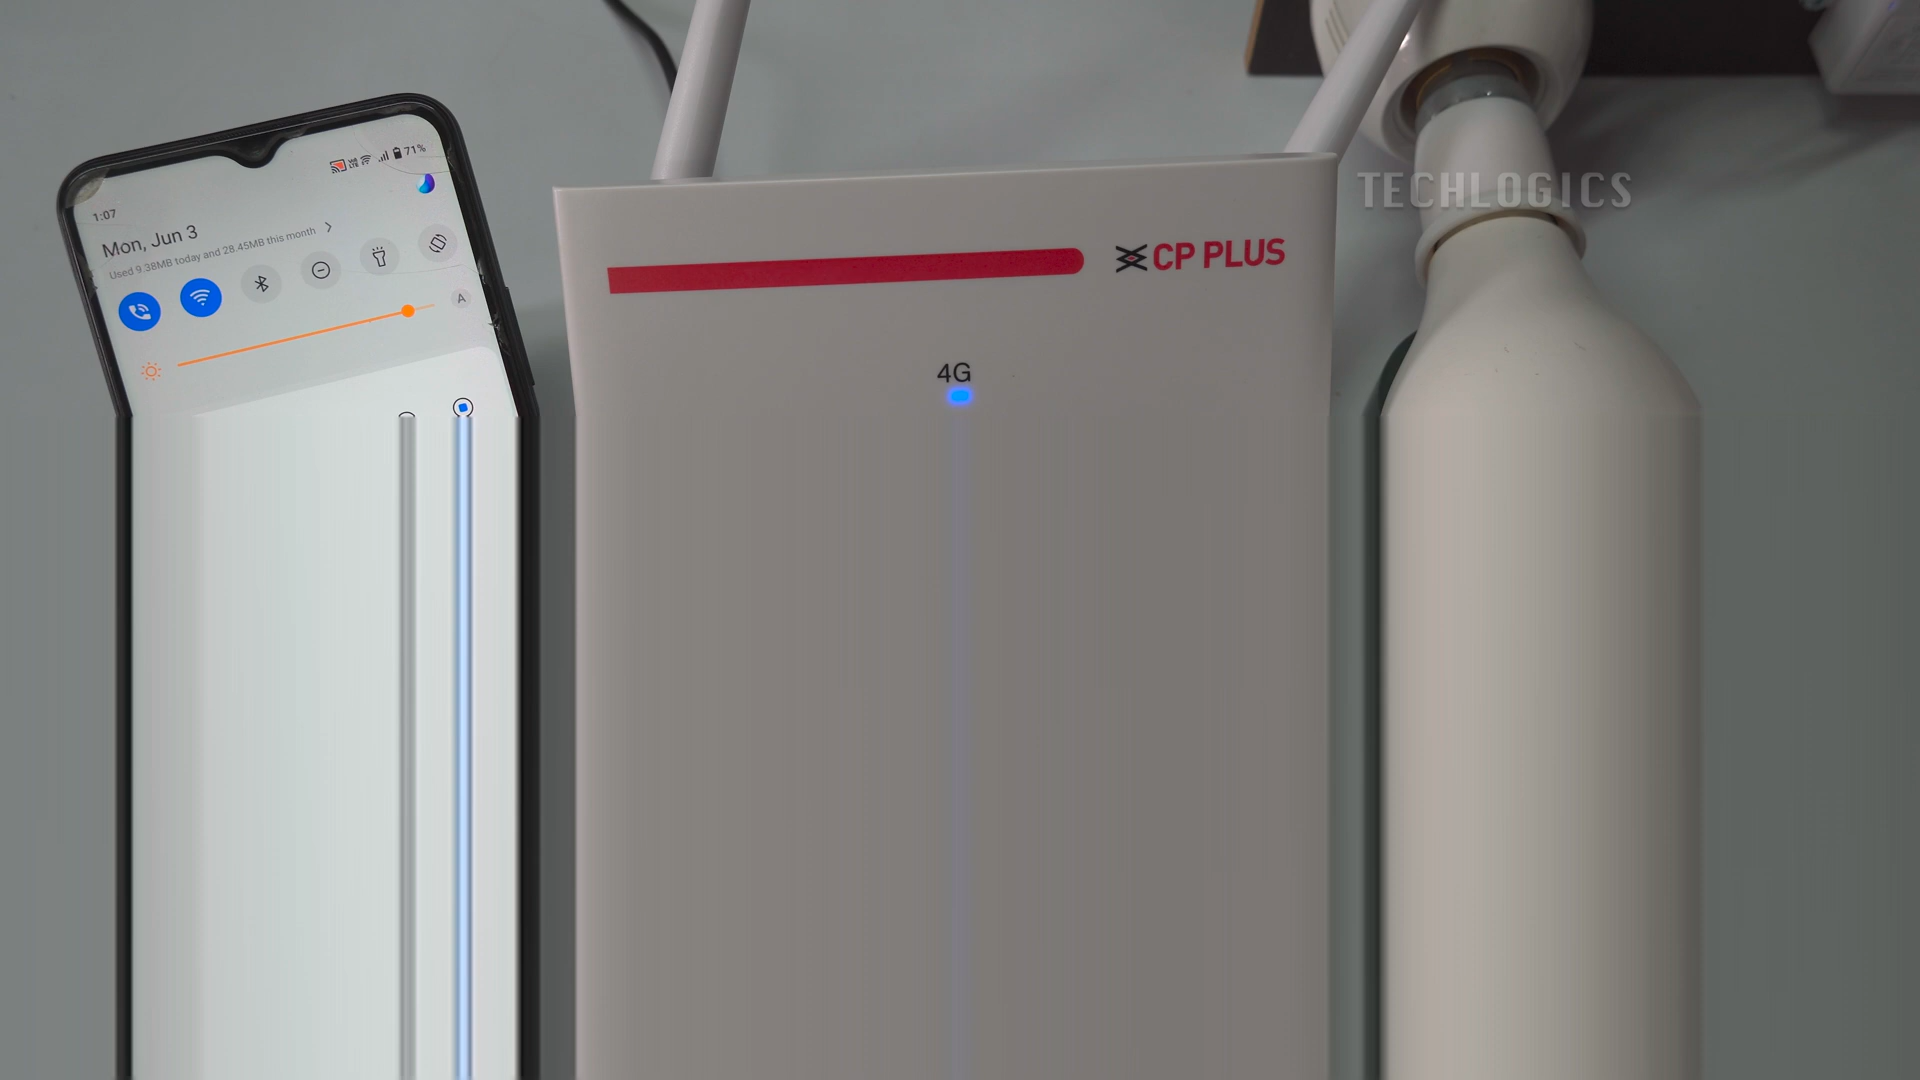 71%
1:07
Mon, Jun 3
Used 9.38MB today and 28.45MB this month
A
CP PLUS
4G
TECHLOGICS